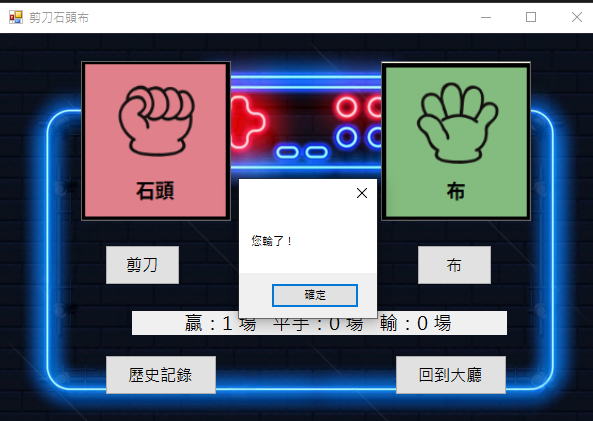 剪刀石頭布
石頭
布
您輸了！
確定
剪刀
布
贏：1 場 平手：0 場 輸：0 場
歷史記錄
回到大廳